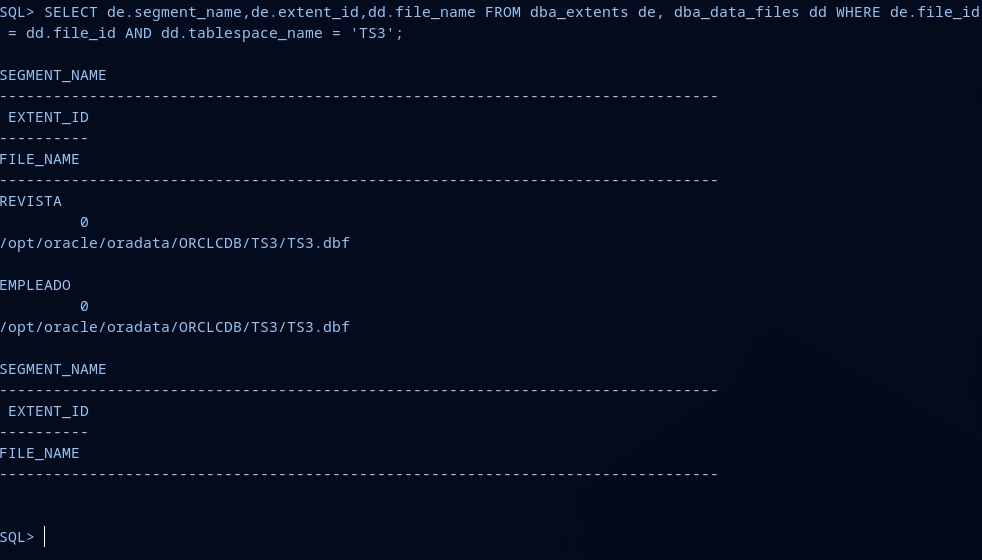 SQL> SELECT de.segment_name,de.extent_id,dd.file_name FROM dba_extents de, dba_data_files dd WHERE de.file_id
 = dd.file_id AND dd.tablespace_name = 'TS3';

SEGMENT_NAME
--------------------------------------------------------------------------------
 EXTENT_ID
----------
FILE_NAME
--------------------------------------------------------------------------------
REVISTA
         0
/opt/oracle/oradata/ORCLCDB/TS3/TS3.dbf

EMPLEADO
         0
/opt/oracle/oradata/ORCLCDB/TS3/TS3.dbf

SEGMENT_NAME
--------------------------------------------------------------------------------
 EXTENT_ID
----------
FILE_NAME
--------------------------------------------------------------------------------


SQL>